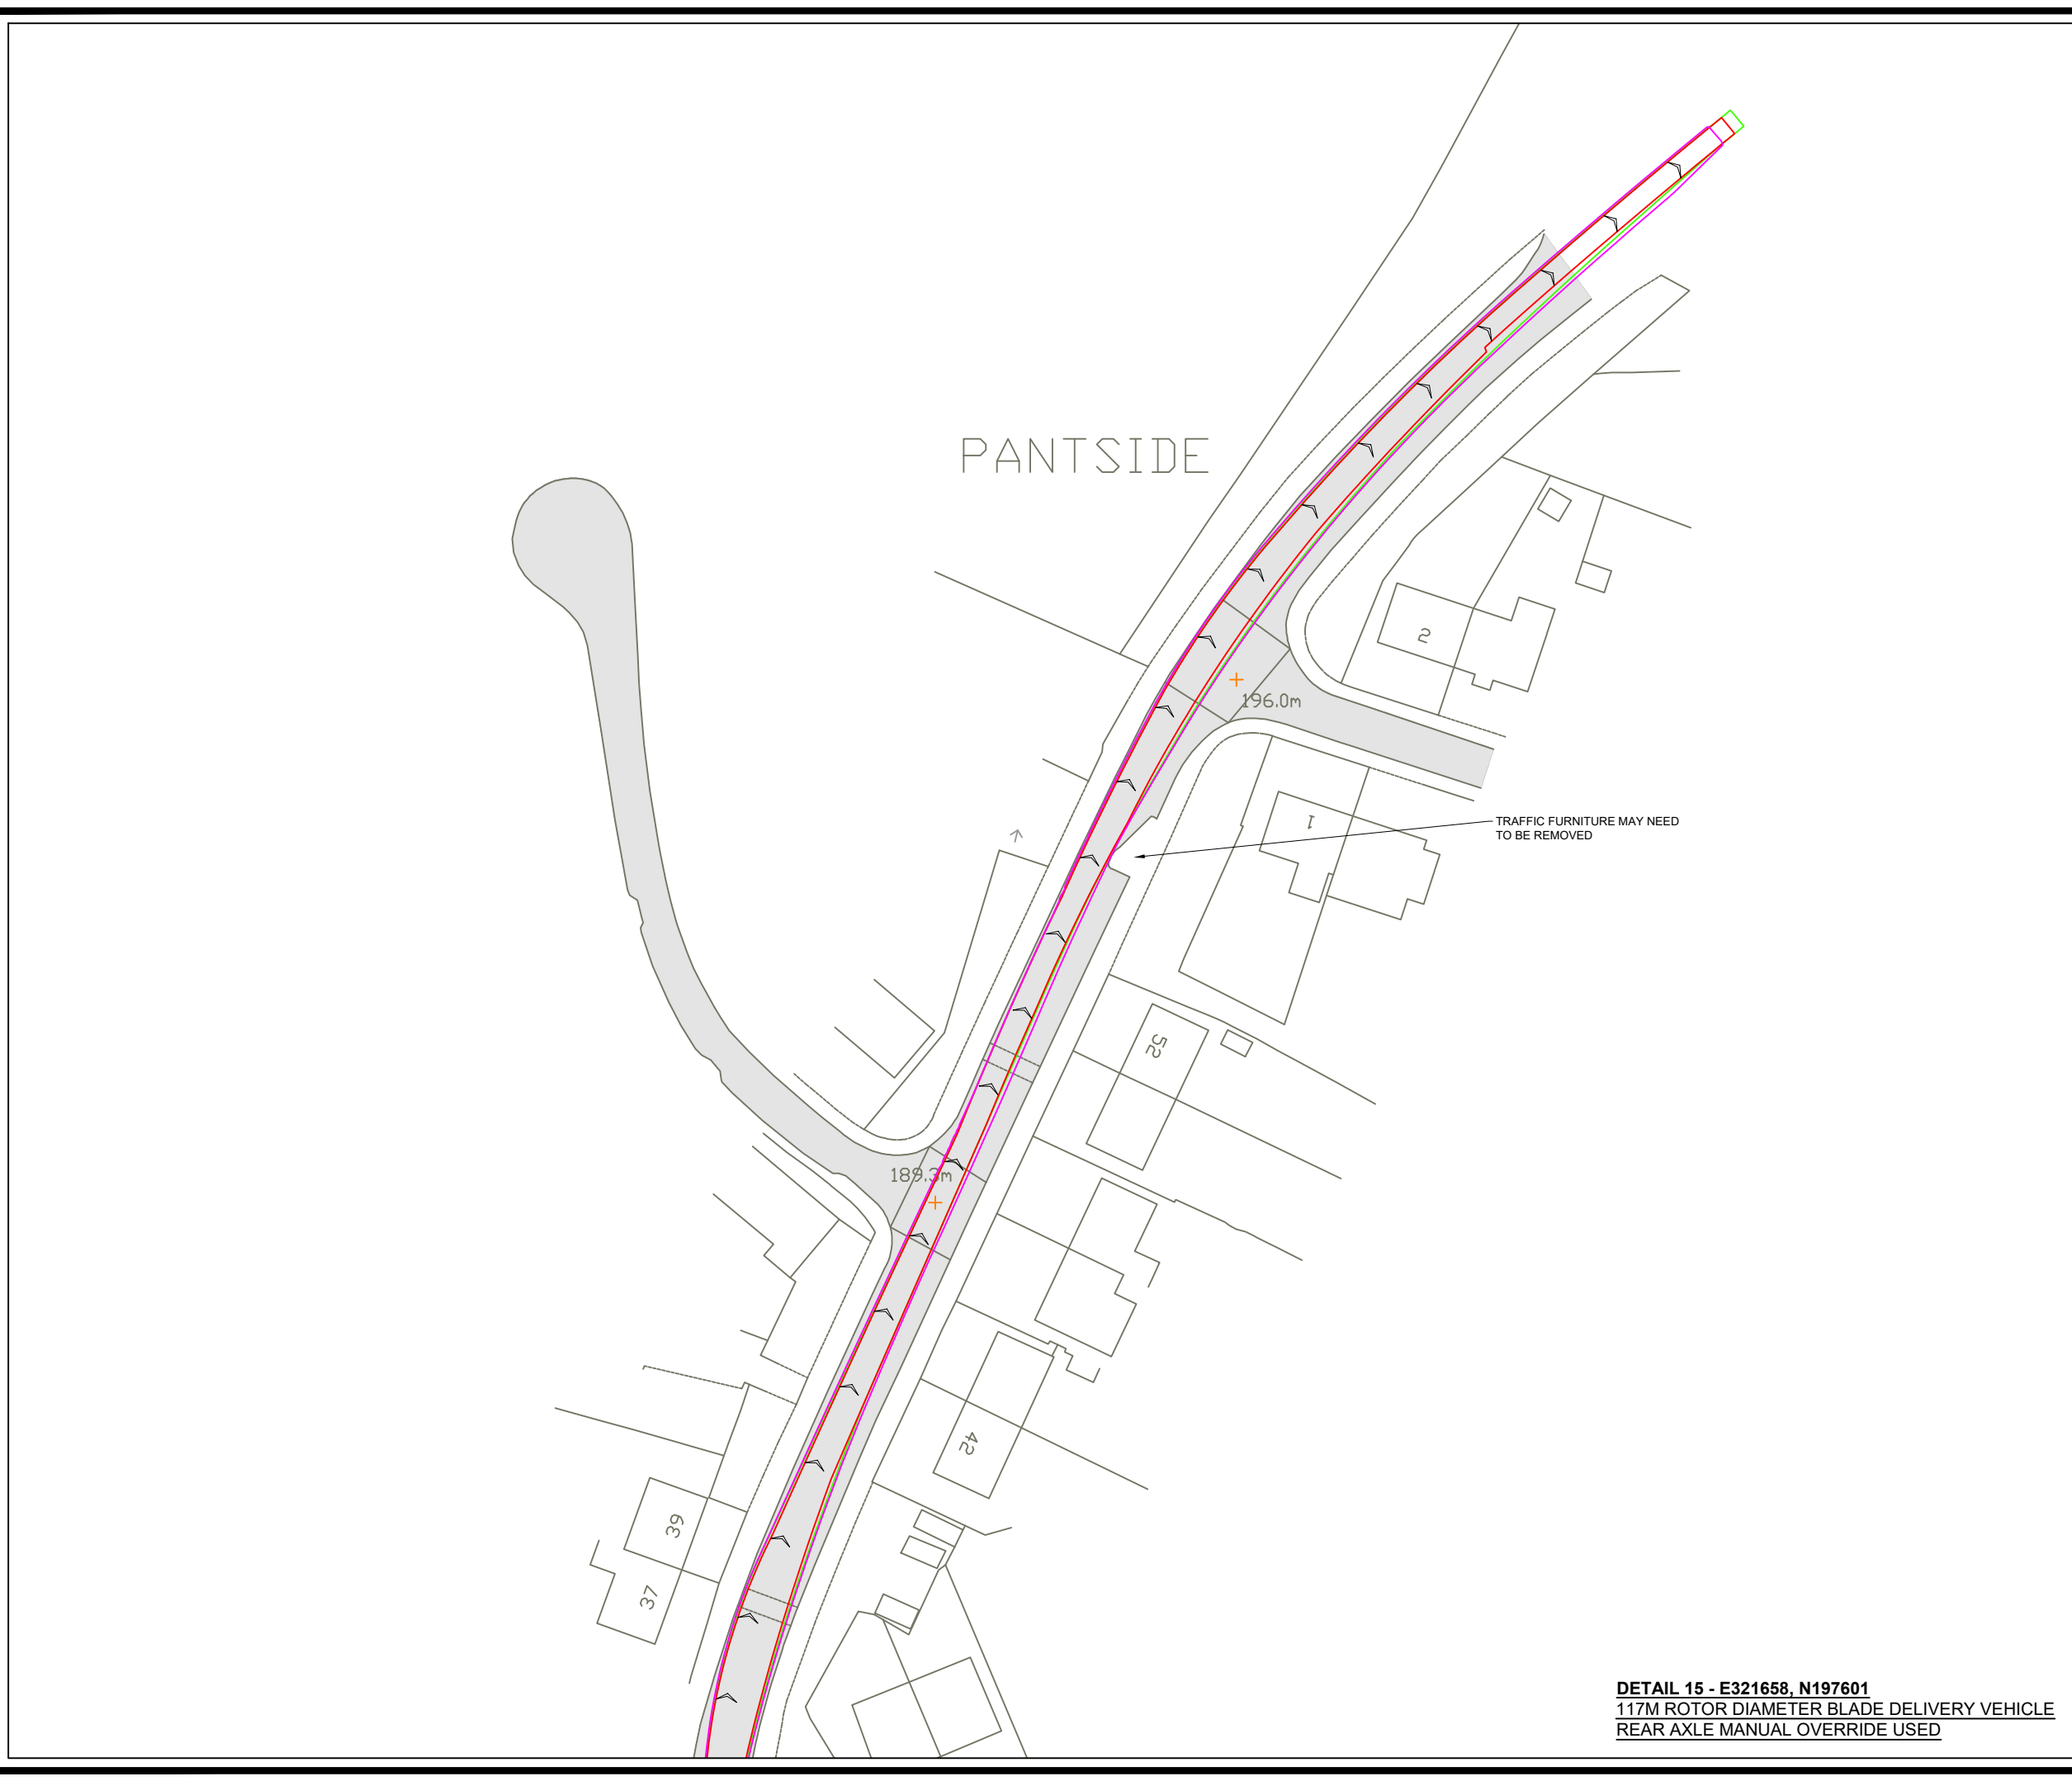 PANTSIDE
2
196.0m
1
TRAFFIC FURNITURE MAY NEED
TO BE REMOVED
52
189.3m
42
39
37
DETAIL 15 - E321658, N197601
117M ROTOR DIAMETER BLADE DELIVERY VEHICLE
REAR AXLE MANUAL OVERRIDE USED